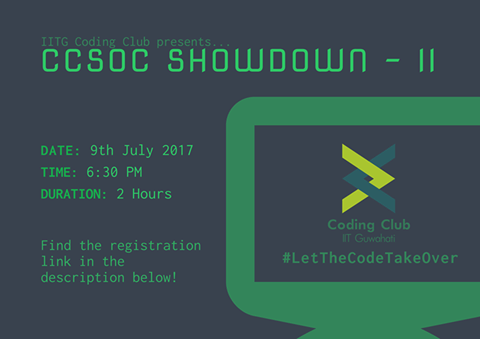 IITG Coding Club presents...
CCSOC SHOWDOWN - II
DATE: 9th July 2017
TIME: 6:30 PM
DURATION: 2 Hours
Find the registration
link in the
description below!
Coding Club
IIT Guwahati
#LetTheCodeTakeOver